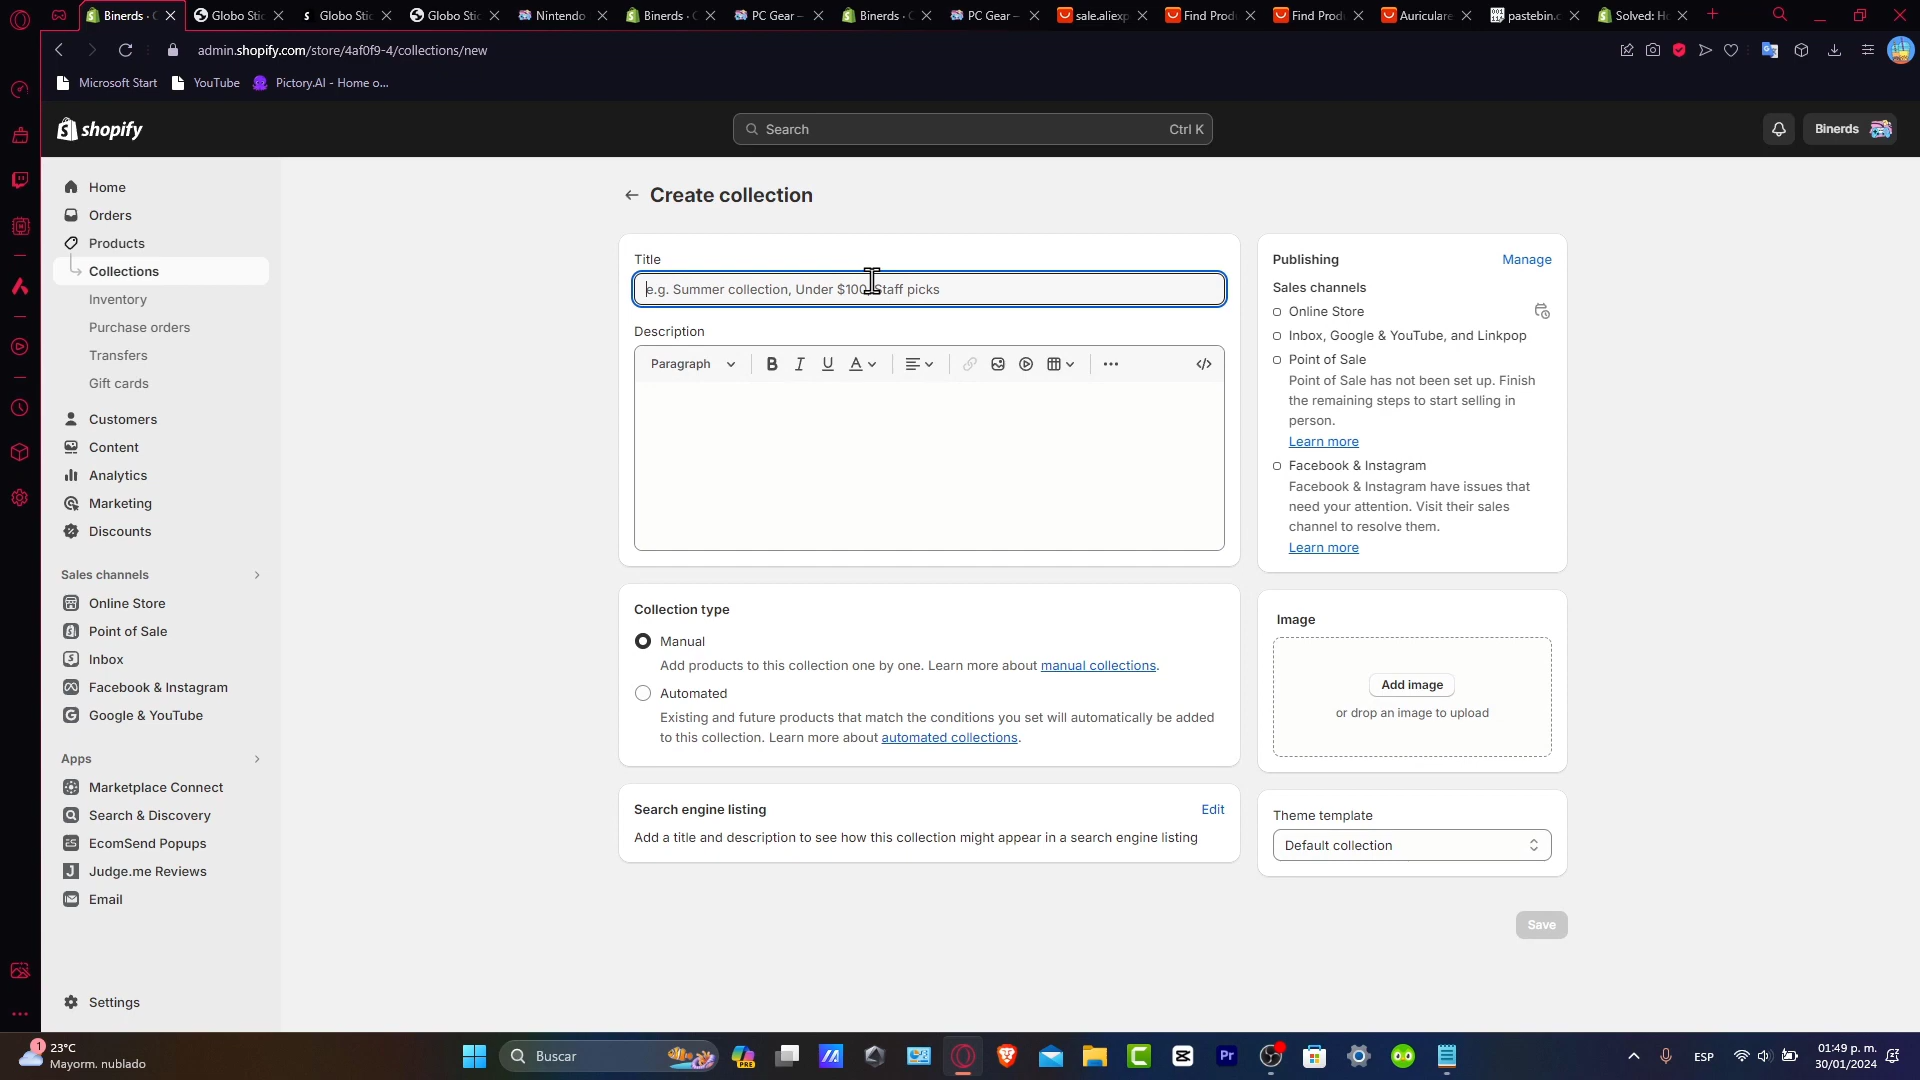 Binerds · C
Globo Stic
Globo Stic
Globo Stic
Nintendo
Binerds · C
PC Gear –
Binerds · C
PC Gear –
sale.aliexp
Find Prod
Find Prod
Auriculare
pastebin.c
Solved: H
admin.shopify.com/store/4af0f9-4/collections/new
Microsoft Start
YouTube
Pictory.AI - Home o...
shopify
Search
Ctrl K
Binerds
Home
Orders
Products
Collections
Inventory
Purchase orders
Transfers
Gift cards
Customers
Content
Analytics
Marketing
Discounts
Sales channels
Online Store
Point of Sale
Inbox
Facebook & Instagram
Google & YouTube
Apps
Marketplace Connect
Search & Discovery
EcomSend Popups
Judge.me Reviews
Email
Settings
Create collection
Title
e.g. Summer collection, Under $100, Staff picks
Description
Paragraph
Collection type
Manual
Add products to this collection one by one. Learn more about manual collections.
Automated
Existing and future products that match the conditions you set will automatically be added
to this collection. Learn more about automated collections.
Search engine listing
Edit
Add a title and description to see how this collection might appear in a search engine listing
Publishing
Manage
Sales channels
Online Store
Inbox, Google & YouTube, and Linkpop
Point of Sale
Point of Sale has not been set up. Finish
the remaining steps to start selling in
person.
Learn more
Facebook & Instagram
Facebook & Instagram have issues that
need your attention. Visit their sales
channel to resolve them.
Learn more
Image
Add image
or drop an image to upload
Theme template
Default collection
Save
1
23°C
Mayorm. nublado
Buscar
PRE
Pr
ESP
01:49 p. m.
30/01/2024